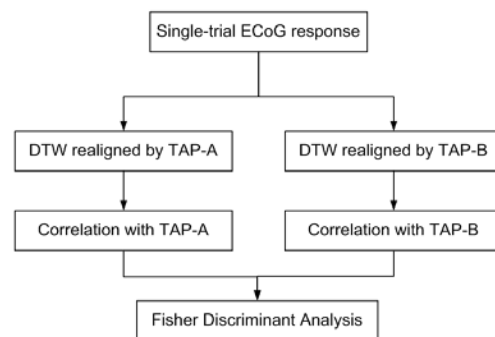 Single-trial ECoG response
DTW realigned by TAP-A
DTW realigned by TAP-B
Correlation with TAP-A
Correlation with TAP-B
Fisher Discriminant Analysis